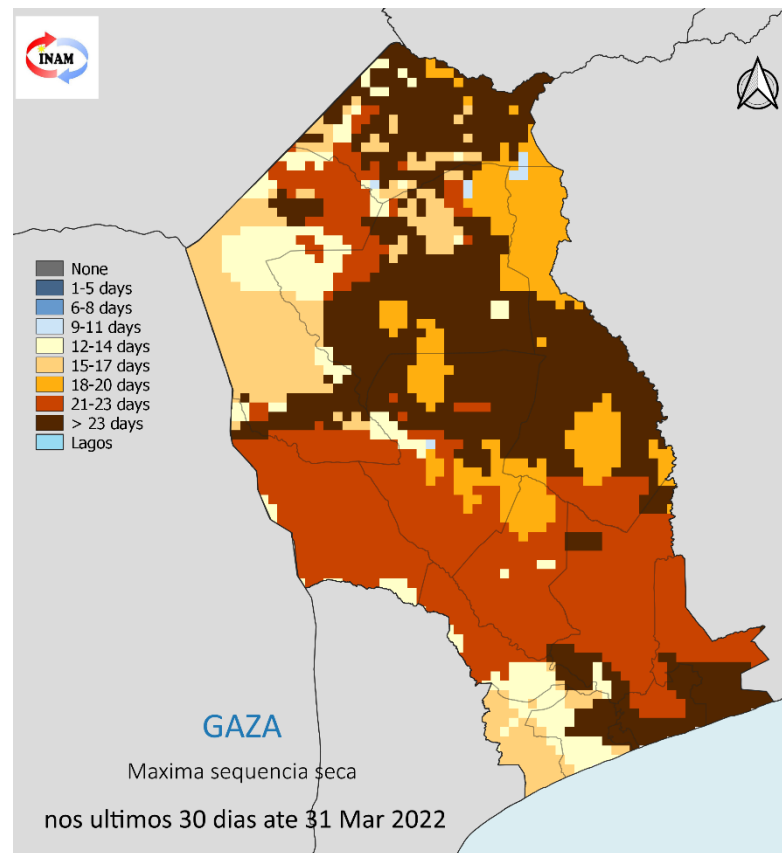 INAM
None
1-5 days
6-8 days
9-11 days
12-14 days
15-17 days
18-20 days
21-23 days
> 23 days
Lagos
GAZA
Maxima sequencia seca
nos ultimos 30 dias ate 31 Mar 2022